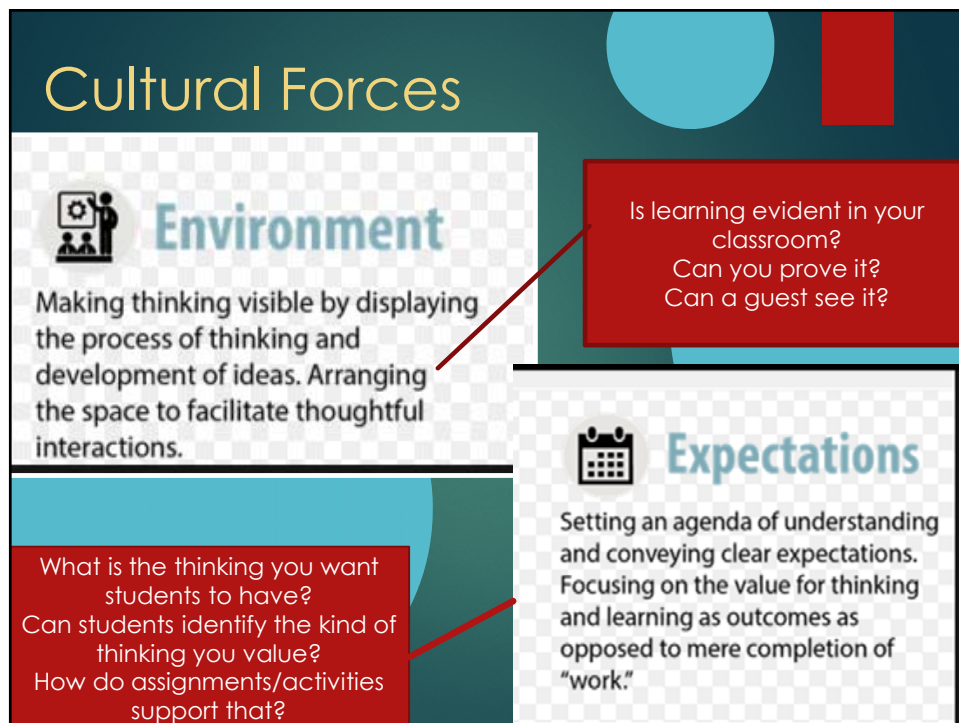 Cultural Forces
Environment
Making thinking visible by displaying
the process of thinking and
development of ideas. Arranging
the space to facilitate thoughtful
interactions.
Is learning evident in your
classroom?
Can you prove it?
Can a guest see it?
Expectations
Setting an agenda of understanding
and conveying clear expectations.
Focusing on the value for thinking
and learning as outcomes as
opposed to mere completion of
“work.”
What is the thinking you want
students to have?
Can students identify the kind of
thinking you value?
How do assignments/activities
support that?